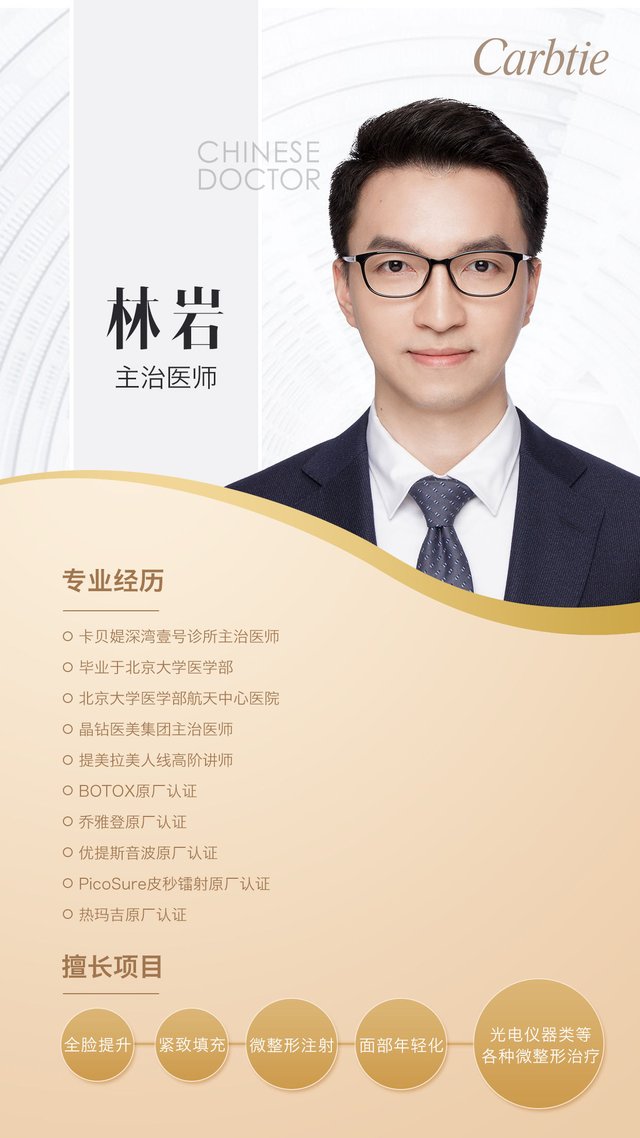 Carbtie
CHINESE
DOCTOR
林岩
主治医师
专业经历
卡贝媞深湾壹号诊所主治医师
毕业于北京大学医学部
北京大学医学部航天中心医院
晶钻医美集团主治医师
提美拉美人线高阶讲师
BOTOX原厂认证
乔雅登原厂认证
优提斯音波原厂认证
PicoSure皮秒镭射原厂认证
热玛吉原厂认证
擅长项目
全脸提升
紧致填充
微整形注射
面部年轻化
光电仪器类等
各种微整形治疗